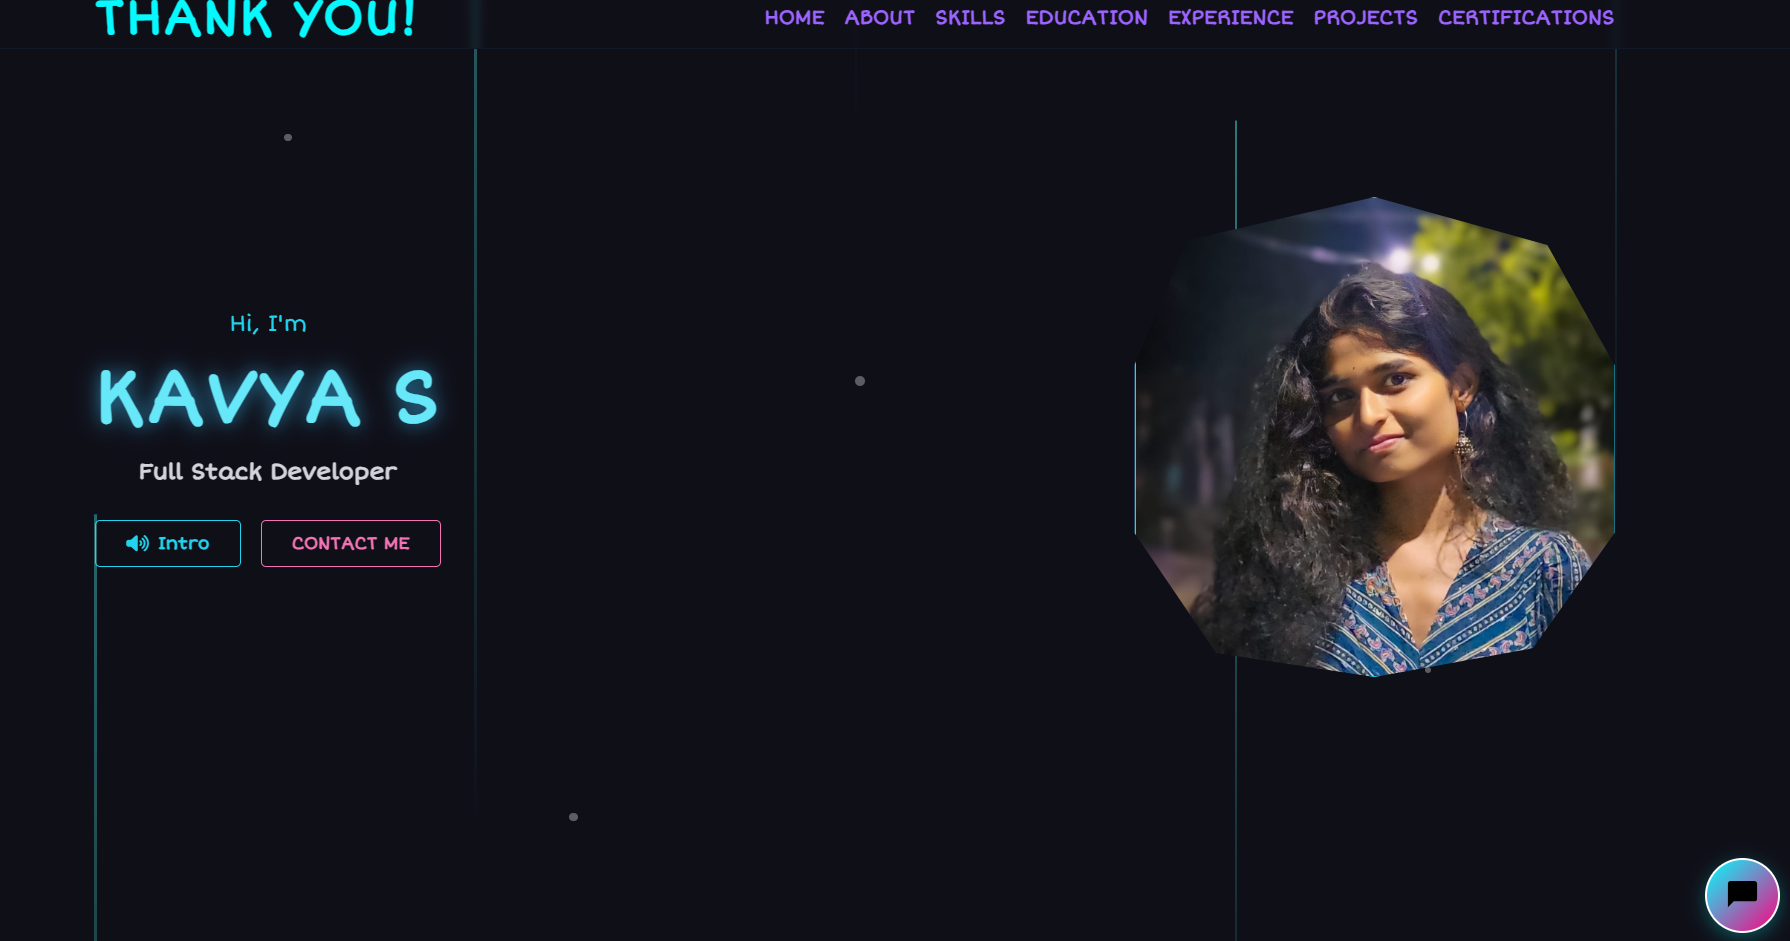 THANK YOU!
HOME ABOUT SKILLS EDUCATION EXPERIENCE PROJECTS CERTIFICATIONS
Hi, I'm
KAVYA S
Full Stack Developer
Intro
CONTACT ME